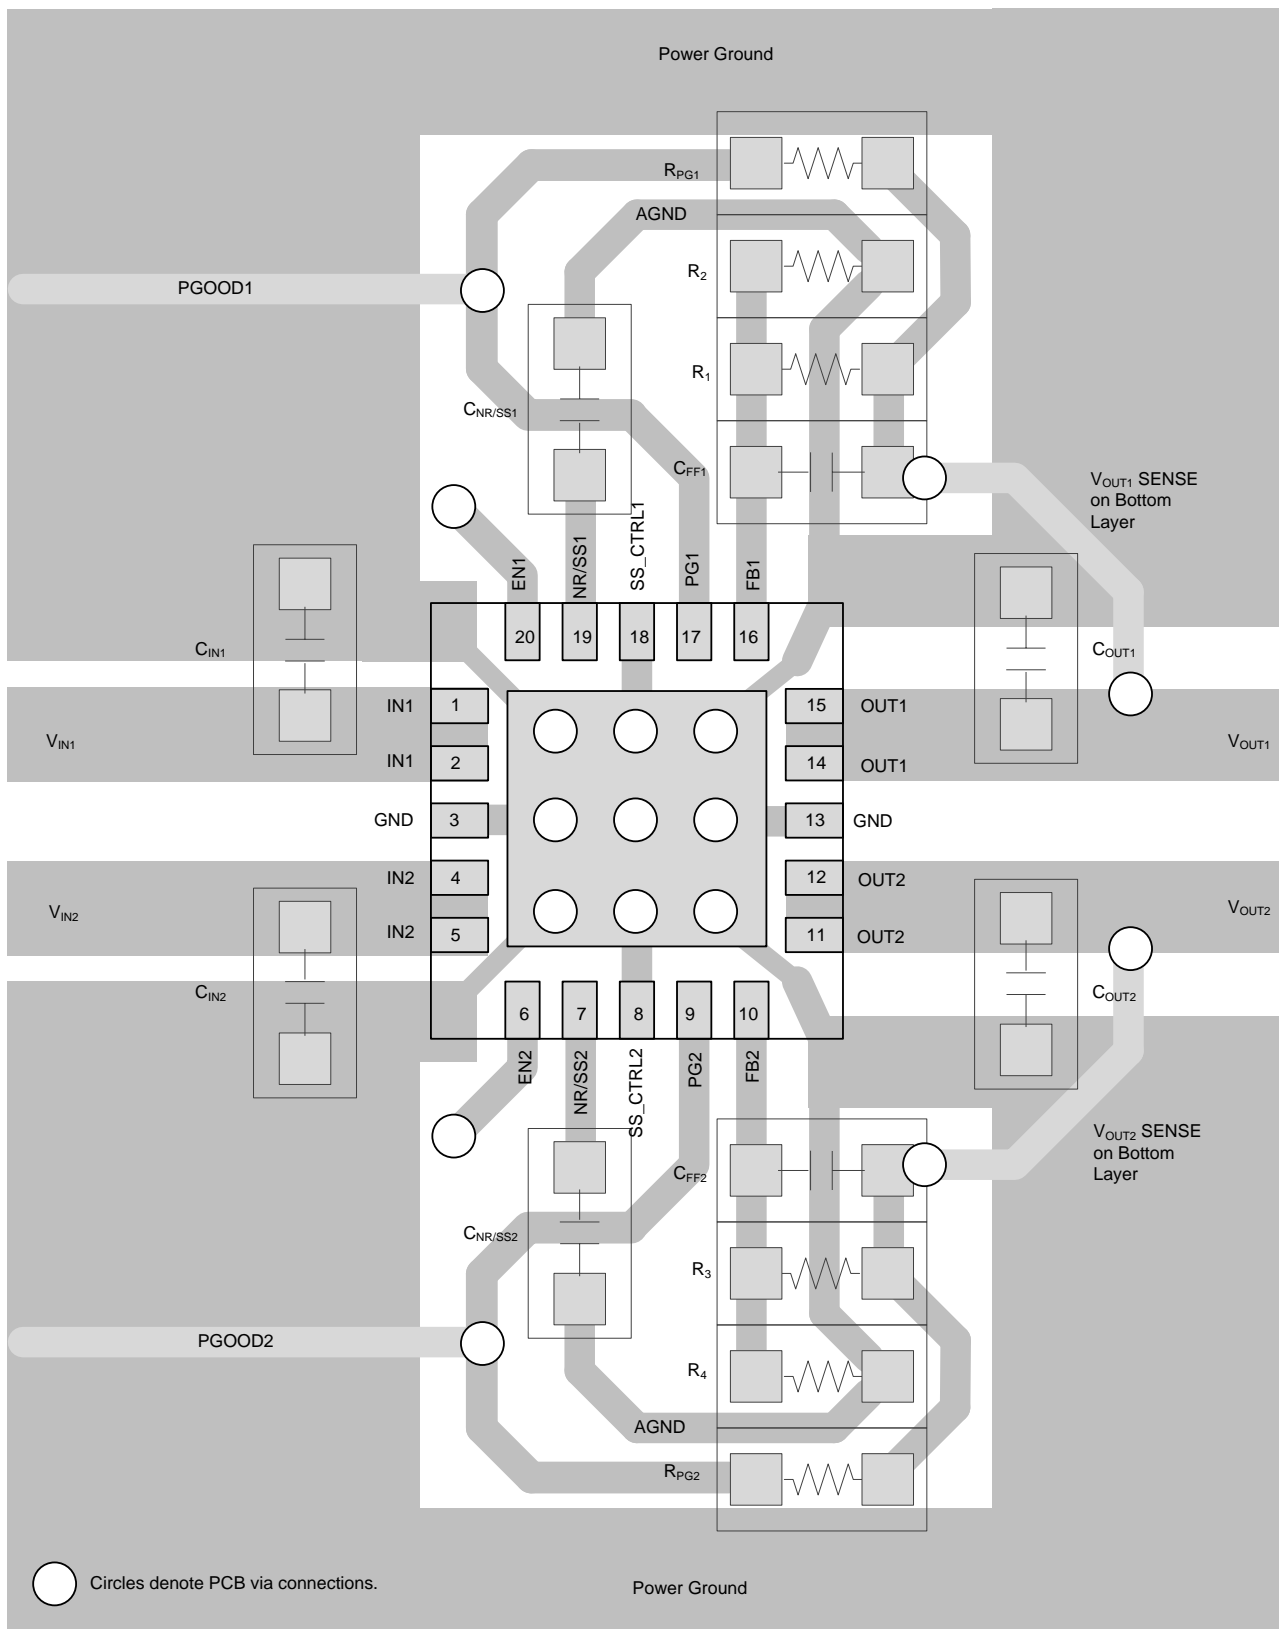 Power Ground
RPG1
AGND
R2
PGOOD1
R1
CNR/SS1
CFF1
VOUT1 SENSE
on Bottom
Layer
EN1
NR/SS1
SS_CTRL1
PG1
FB1
20
19
18
17
16
CIN1
COUT1
IN1
1
15
OUT1
VIN1
VOUT1
IN1
2
14
OUT1
GND
3
13
GND
IN2
4
12
OUT2
VIN2
VOUT2
IN2
5
11
OUT2
CIN2
COUT2
6
7
8
9
10
EN2
NR/SS2
SS_CTRL2
PG2
FB2
VOUT2 SENSE
on Bottom
Layer
CFF2
CNR/SS2
R3
PGOOD2
R4
AGND
RPG2
Circles denote PCB via connections.
Power Ground